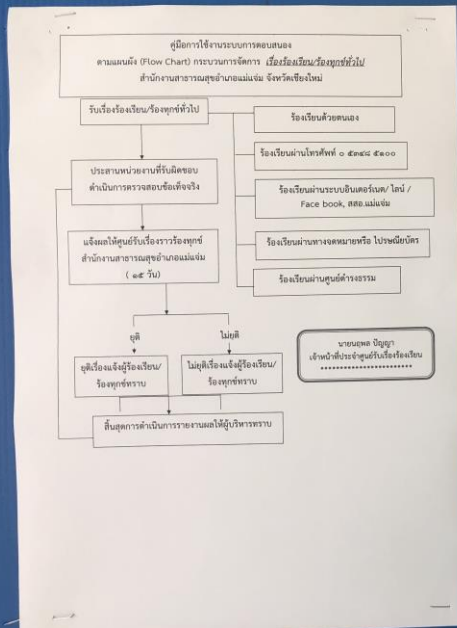 คู่มือการใช้งานระบบการตอบสนอง
ตามแผนผัง (Flow Chart) กระบวนการจัดการ เรื่องร้องเรียน/ร้องทุกข์ทั่วไป
สำนักงานสาธารณสุขอำเภอแม่แจ่ม จังหวัดเชียงใหม่
รับเรื่องร้องเรียน/ร้องทุกข์ทั่วไป
ร้องเรียนด้วยตนเอง
ร้องเรียนผ่านโทรศัพท์ ๐ ๕๓๔๘ ๕๑๐๐
ร้องเรียนผ่านระบบอินเตอร์เนต/ ไลน์ /
Face book, สสอ.แม่แจ่ม
ร้องเรียนผ่านทางจดหมายหรือ ไปรษณียบัตร
ร้องเรียนผ่านศูนย์ดำรงธรรม
ประสานหน่วยงานที่รับผิดชอบ
ดำเนินการตรวจสอบข้อเท็จจริง
แจ้งผลให้ศูนย์รับเรื่องราวร้องทุกข์
สำนักงานสาธารณสุขอำเภอแม่แจ่ม
( ๑๕ วัน)
ยุติ
ไม่ยุติ
ยุติเรื่องแจ้งผู้ร้องเรียน/
ร้องทุกข์ทราบ
ไม่ยุติเรื่องแจ้งผู้ร้องเรียน/
ร้องทุกข์ทราบ
สิ้นสุดการดำเนินการรายงานผลให้ผู้บริหารทราบ
นายนฤพล ปัญญา
เจ้าหน้าที่ประจำศูนย์รับเรื่องร้องเรียน